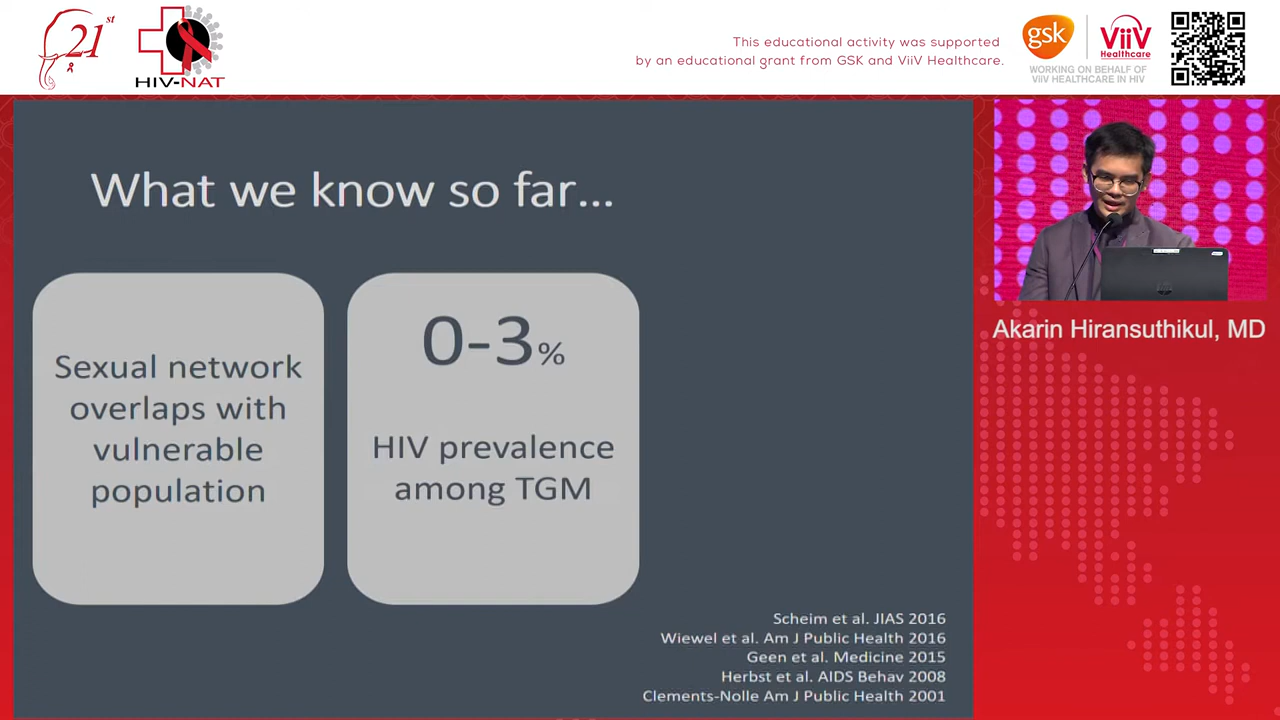 21st
HIV-NAT
This educational activity was supported
by an educational grant from GSK and ViiV Healthcare.
gsk
ViiV
Healthcare
WORKING ON BEHALF OF
ViiV HEALTHCARE IN HIV
What we know so far...
Sexual network
overlaps with
vulnerable
population
0-3%
HIV prevalence
among TGM
Scheim et al. JIAS 2016
Wiewel et al. Am J Public Health 2016
Geen et al. Medicine 2015
Herbst et al. AIDS Behav 2008
Clements-Nolle Am J Public Health 2001
Akarin Hiransuthikul, MD